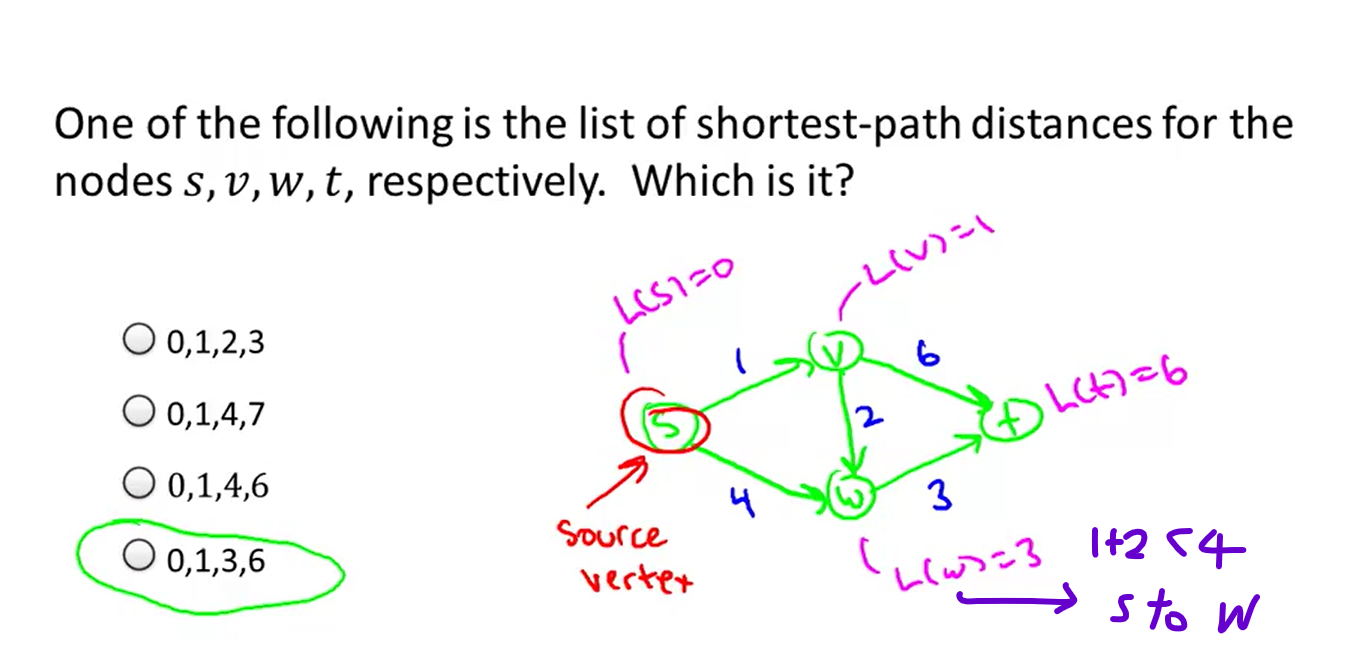 One of the following is the list of shortest-path distances for the
nodes s, v, w, t, respectively. Which is it?
0,1,2,3
0,1,4,7
0,1,4,6
0,1,3,6
L(s)=0
L(v)=1
1
v
6
L(t)=6
s
2
t
4
w
3
source
vertex
L(w)=3
1+2<4
s to w